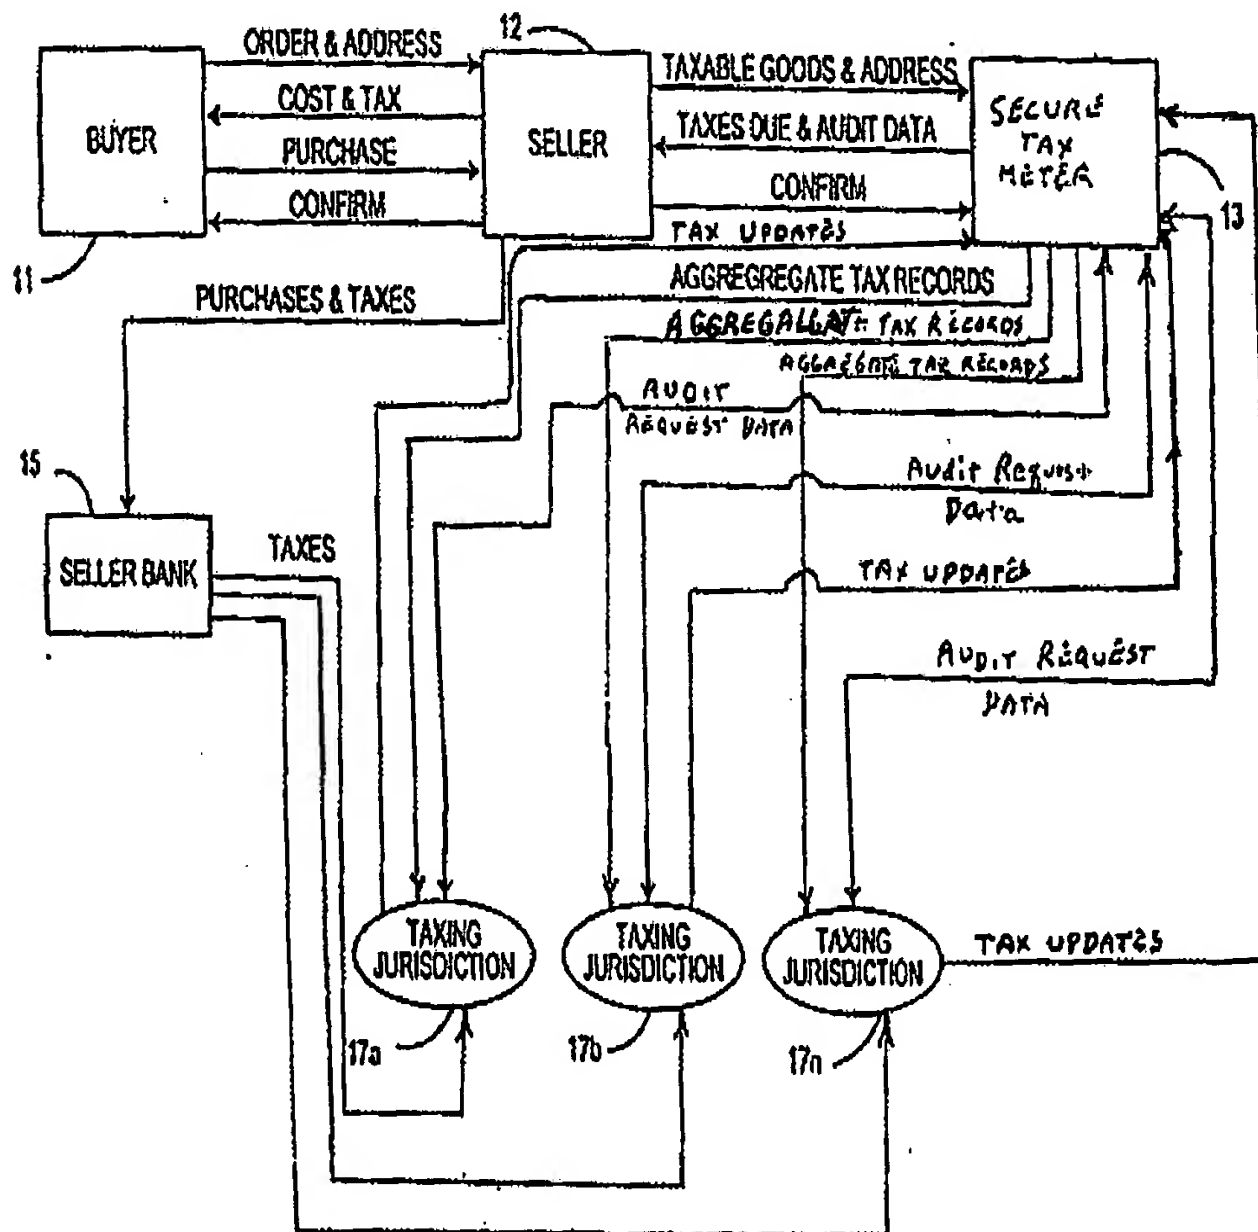 12
ORDER & ADDRESS
COST & TAX
PURCHASE
CONFIRM
BUYER
SELLER
TAXABLE GOODS & ADDRESS
TAXES DUE & AUDIT DATA
CONFIRM
SECURE
TAX
METER
13
11
TAX UPDATES
PURCHASES & TAXES
AGGREGREGATE TAX RECORDS
TAX RECORDS
TAX RECORDS
AUDIT
REQUEST DATA
15
Audit Request
Data
SELLER BANK
TAXES
TAX UPDATES
AUDIT REQUEST
DATA
TAXING
JURISDICTION
TAXING
JURISDICTION
TAXING
JURISDICTION
TAX UPDATES
17a
17b
17n